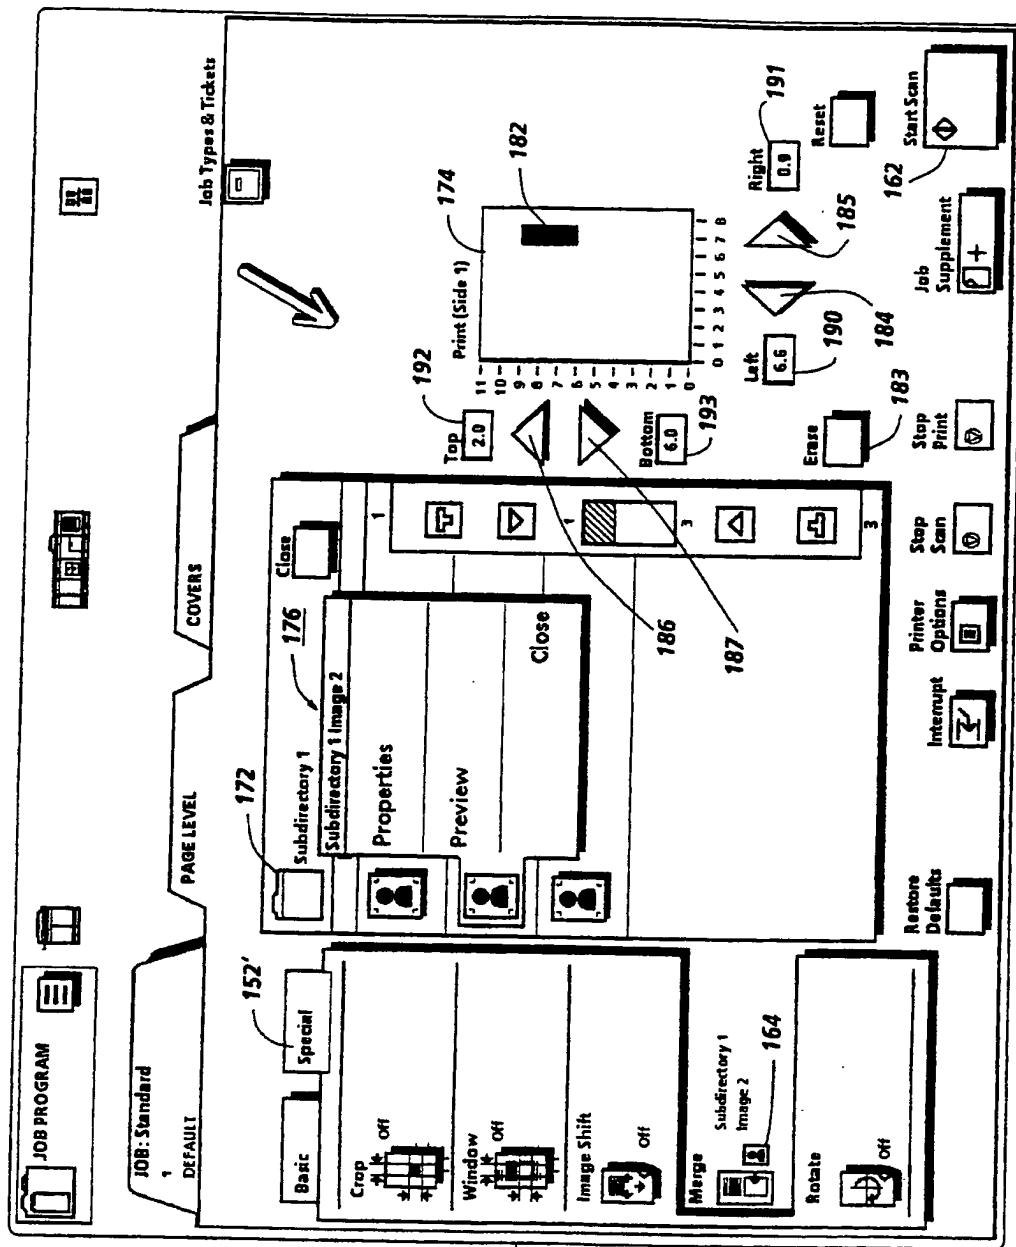 JOB PROGRAM
JOB: Standard
1
DEFAULT
PAGE LEVEL
COVERS
Job Types & Tickets
Basic
Special
152'
Crop
Off
Window
Off
Image Shift
Off
Merge
Subdirectory 1
Image 2
164
Rotate
Off
172
Subdirectory 1
176
Close
Subdirectory 1 Image 2
Properties
Preview
Close
1
1
3
3
186
187
192
Top
2.0
Bottom
6.0
193
Print (Side 1)
174
182
11
10
9
8
7
6
5
4
3
2
1
0
0 1 2 3 4 5 6 7 8
Left
6.6
190
184
185
Right
0.9
191
Erase
183
Reset
Restore
Defaults
Interrupt
Printer
Options
Stop
Scan
Stop
Print
Job
Supplement
162
Start Scan